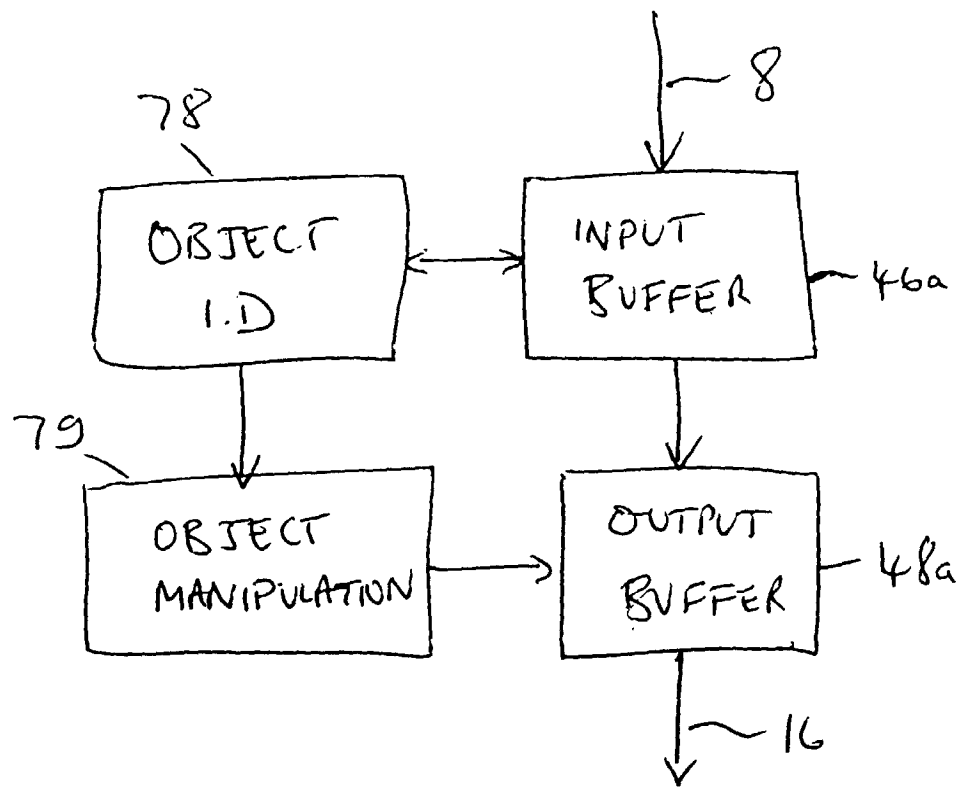 8
78
OBJECT
I.D
INPUT
BUFFER
46a
79
OBJECT
MANIPULATION
OUTPUT
BUFFER
48a
16